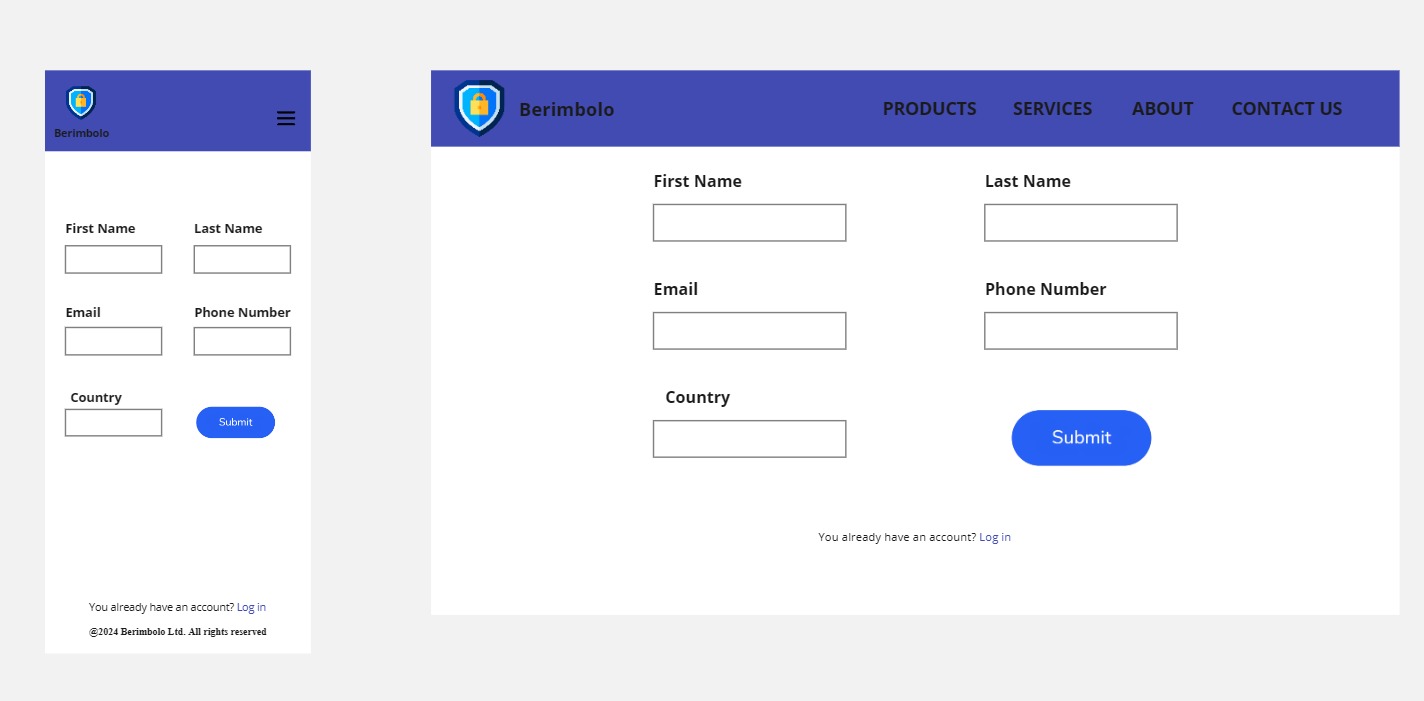 Berimbolo
First Name Last Name
Email Phone Number
Country
Submit
You already have an account? Log in
@2024 Berimbolo Ltd. All rights reserved
Berimbolo PRODUCTS SERVICES ABOUT CONTACT US
First Name Last Name
Email Phone Number
Country
Submit
You already have an account? Log in